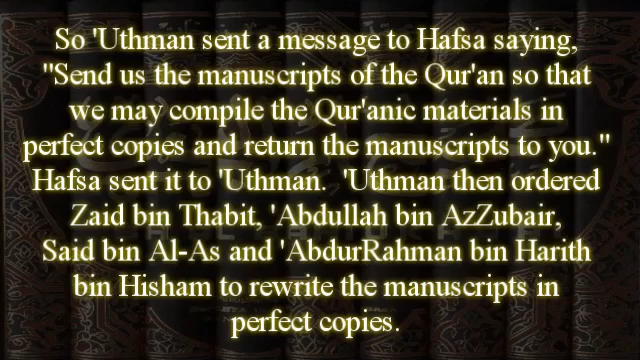 So 'Uthman sent a message to Hafsa saying,
"Send us the manuscripts of the Qur'an so that
we may compile the Qur'anic materials in
perfect copies and return the manuscripts to you."
Hafsa sent it to 'Uthman.  'Uthman then ordered
Zaid bin Thabit, 'Abdullah bin AzZubair,
Said bin Al-As and 'AbdurRahman bin Harith
bin Hisham to rewrite the manuscripts in
perfect copies.